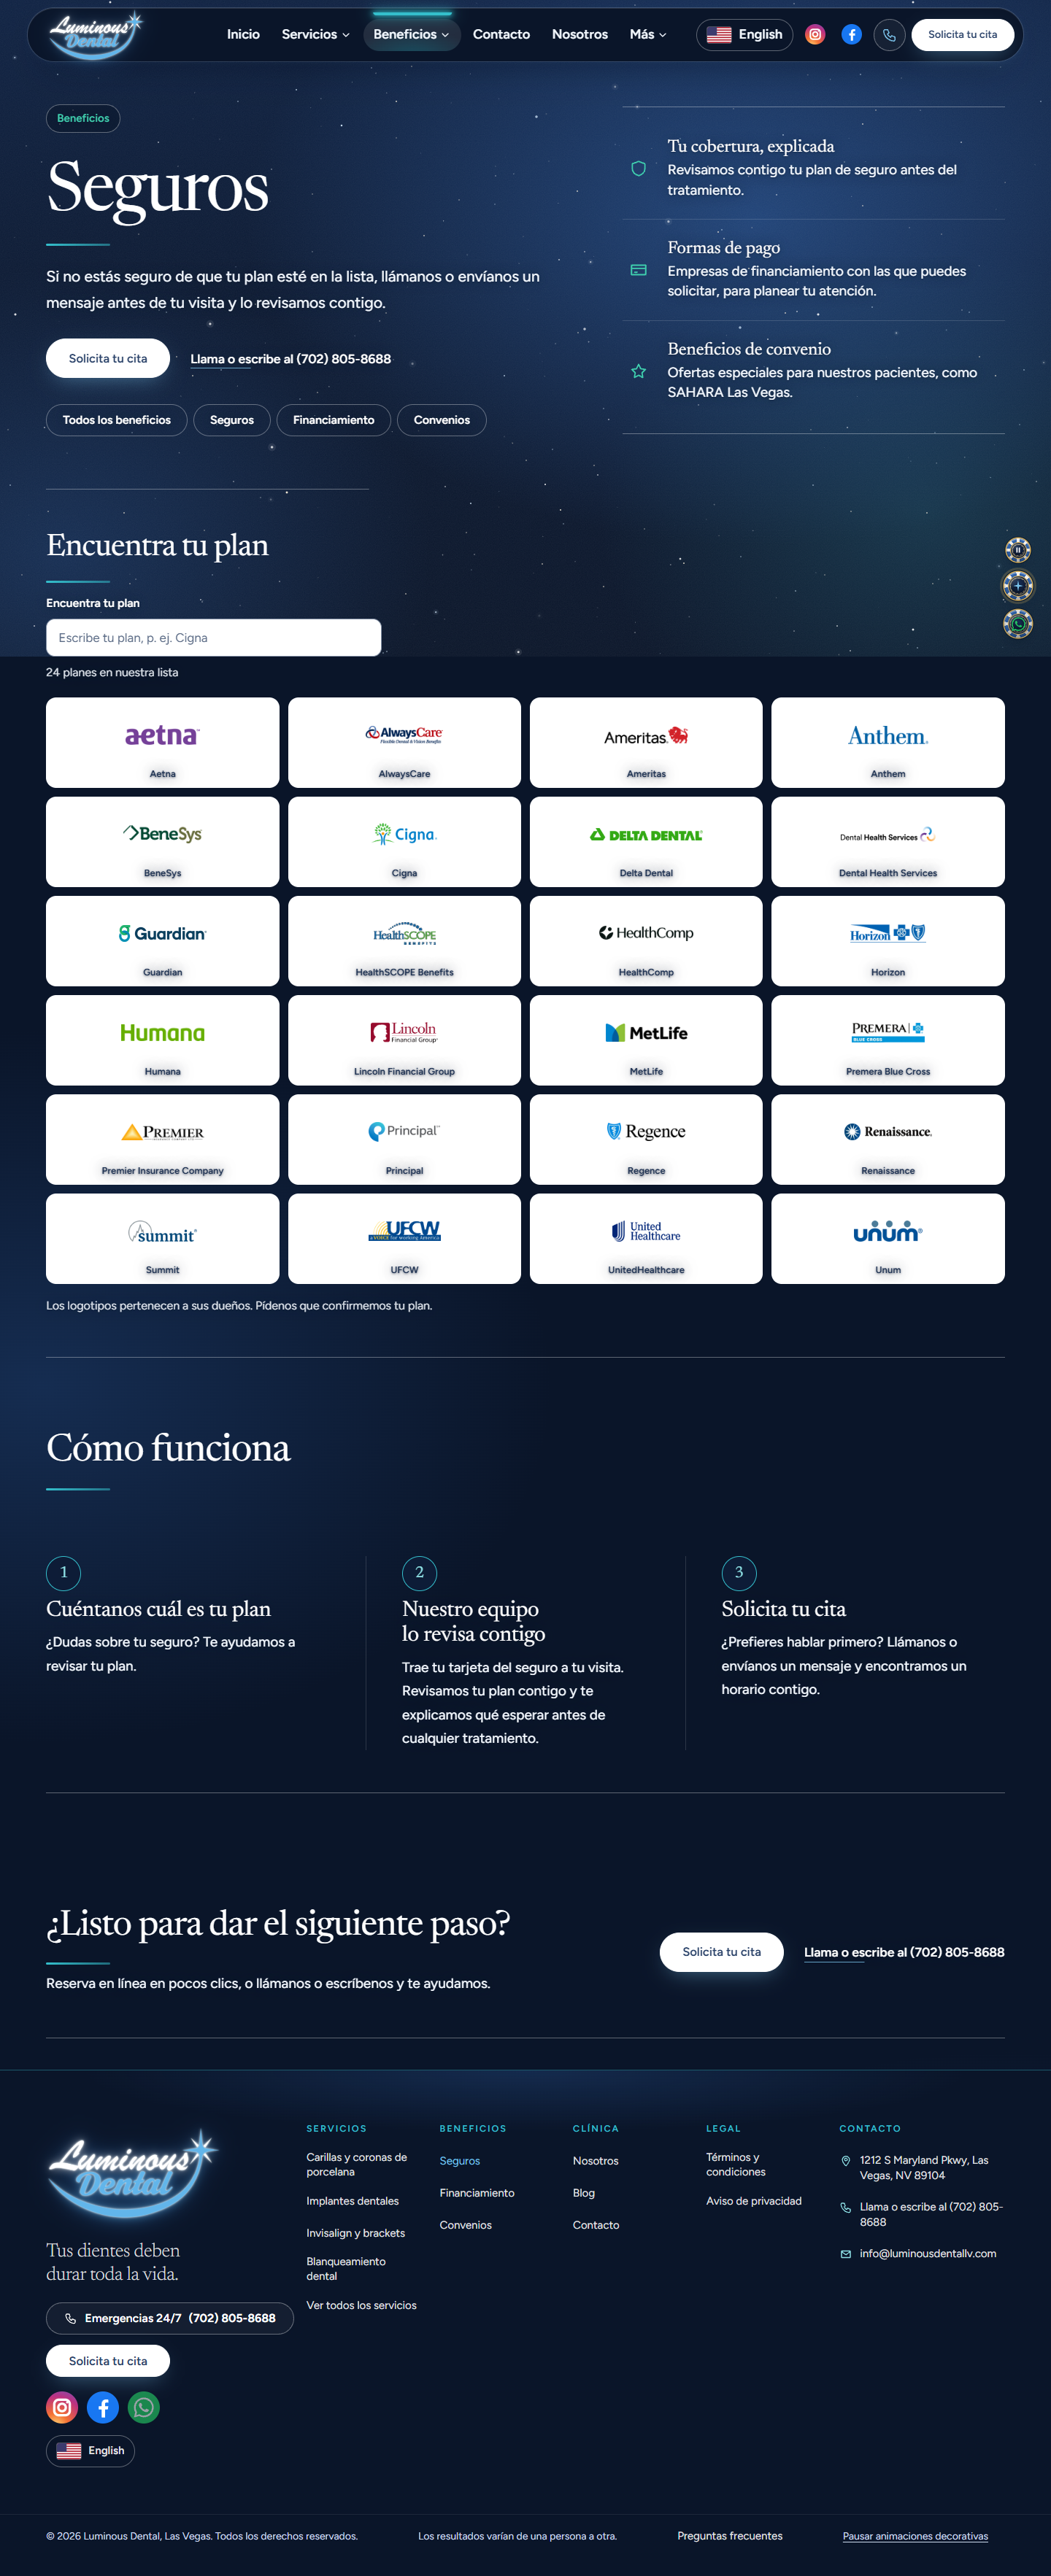 Luminous
Dental
Inicio
Servicios
Beneficios
Contacto
Nosotros
Más
English
Solicita tu cita
Beneficios
Seguros
Si no estás seguro de que tu plan esté en la lista, llámanos o envíanos un
mensaje antes de tu visita y lo revisamos contigo.
Solicita tu cita
Llama o escribe al (702) 805-8688
Todos los beneficios
Seguros
Financiamiento
Convenios
Tu cobertura, explicada
Revisamos contigo tu plan de seguro antes del
tratamiento.
Formas de pago
Empresas de financiamiento con las que puedes
solicitar, para planear tu atención.
Beneficios de convenio
Ofertas especiales para nuestros pacientes, como
SAHARA Las Vegas.
Encuentra tu plan
Encuentra tu plan
Escribe tu plan, p. ej. Cigna
24 planes en nuestra lista
aetna
Aetna
AlwaysCare
Flexible Dental & Vision Benefits
AlwaysCare
Ameritas
Ameritas
Anthem
Anthem
BeneSys
BeneSys
Cigna
Cigna
DELTA DENTAL
Delta Dental
Dental Health Services
Dental Health Services
Guardian
Guardian
HealthSCOPE
BENEFITS
HealthSCOPE Benefits
HealthComp
HealthComp
Horizon
Horizon
Humana
Humana
Lincoln
Financial Group
Lincoln Financial Group
MetLife
MetLife
PREMERA
BLUE CROSS
Premera Blue Cross
PREMIER
Premier Insurance Company
Principal
Principal
Regence
Regence
Renaissance
Renaissance
summit
Summit
UFCW
a VOICE for working America
UFCW
United
Healthcare
UnitedHealthcare
unum
Unum
Los logotipos pertenecen a sus dueños. Pídenos que confirmemos tu plan.
Cómo funciona
1
Cuéntanos cuál es tu plan
¿Dudas sobre tu seguro? Te ayudamos a
revisar tu plan.
2
Nuestro equipo
lo revisa contigo
Trae tu tarjeta del seguro a tu visita.
Revisamos tu plan contigo y te
explicamos qué esperar antes de
cualquier tratamiento.
3
Solicita tu cita
¿Prefieres hablar primero? Llámanos o
envíanos un mensaje y encontramos un
horario contigo.
¿Listo para dar el siguiente paso?
Reserva en línea en pocos clics, o llámanos o escríbenos y te ayudamos.
Solicita tu cita
Llama o escribe al (702) 805-8688
Luminous
Dental
Tus dientes deben
durar toda la vida.
Emergencias 24/7 (702) 805-8688
Solicita tu cita
English
SERVICIOS
Carillas y coronas de
porcelana
Implantes dentales
Invisalign y brackets
Blanqueamiento
dental
Ver todos los servicios
BENEFICIOS
Seguros
Financiamiento
Convenios
CLÍNICA
Nosotros
Blog
Contacto
LEGAL
Términos y
condiciones
Aviso de privacidad
CONTACTO
1212 S Maryland Pkwy, Las
Vegas, NV 89104
Llama o escribe al (702) 805-
8688
info@luminousdentallv.com
© 2026 Luminous Dental, Las Vegas. Todos los derechos reservados.
Los resultados varían de una persona a otra.
Preguntas frecuentes
Pausar animaciones decorativas